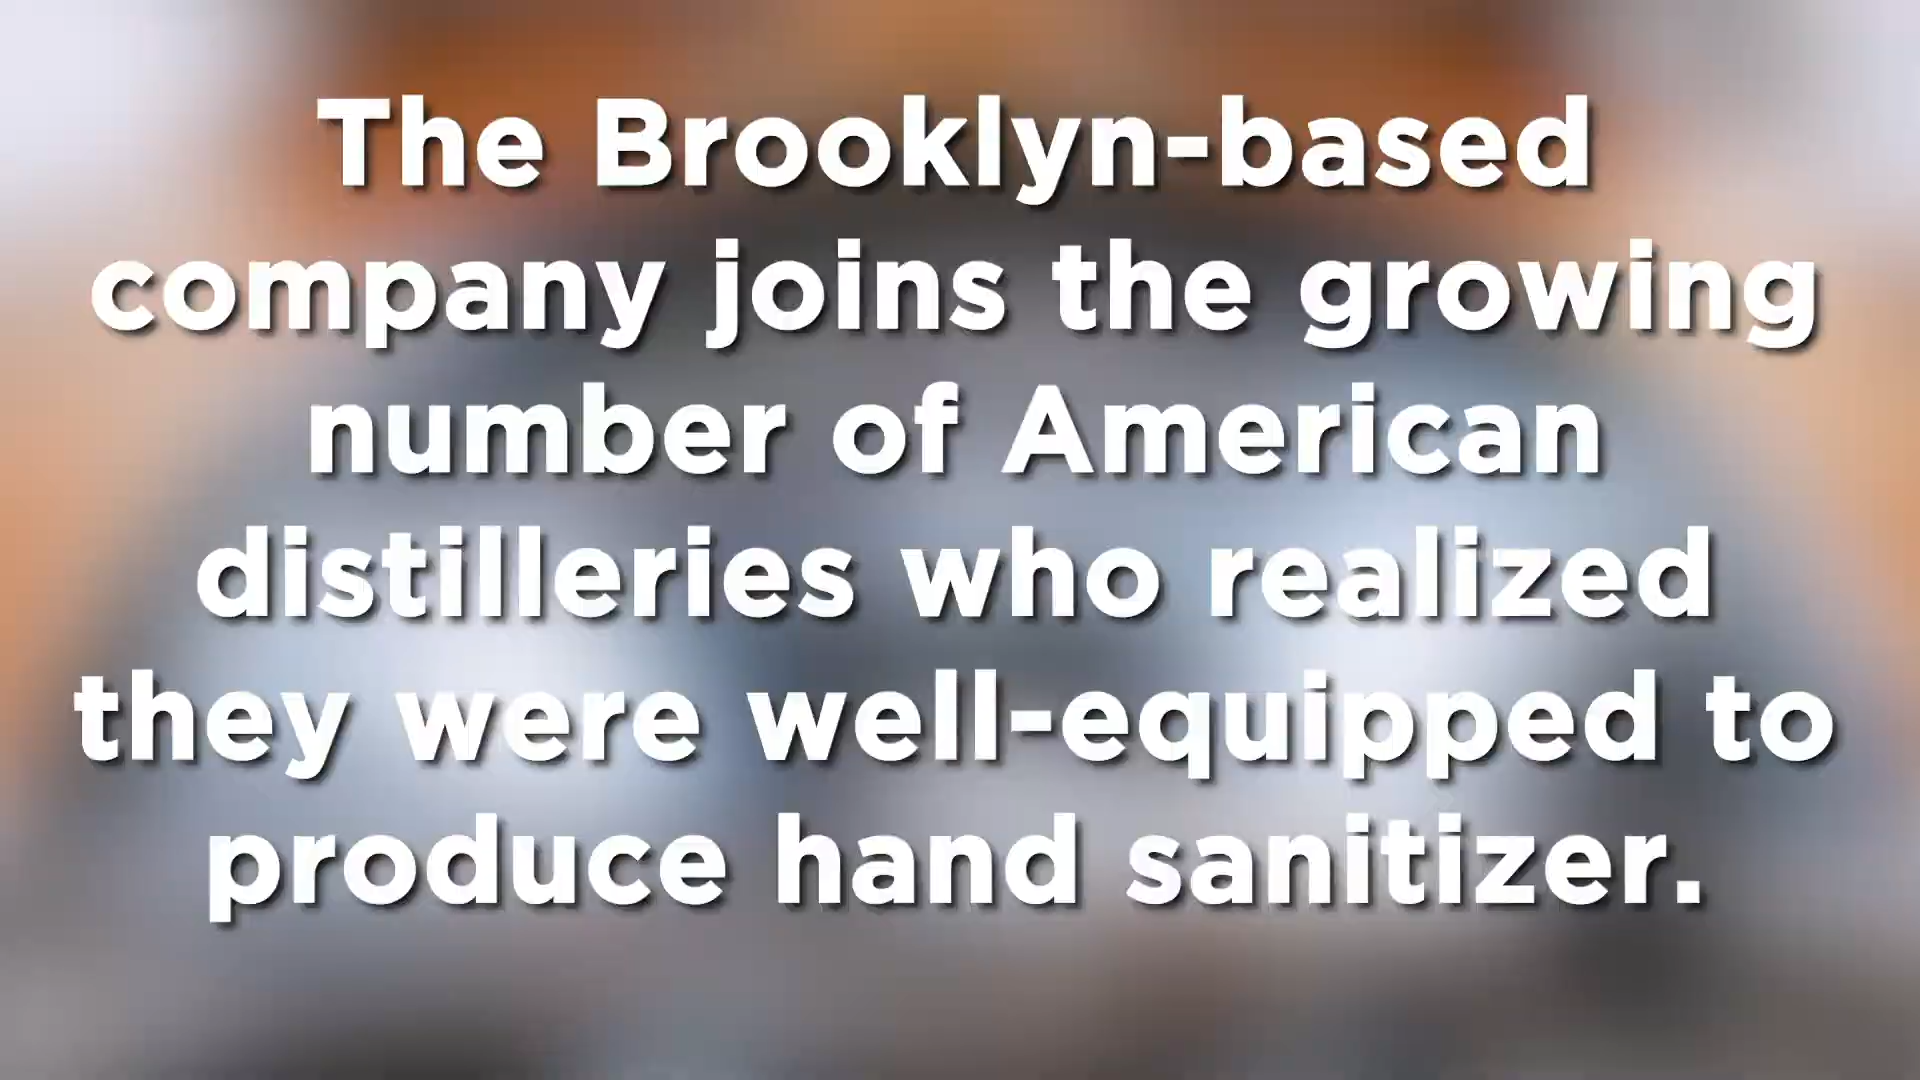 The Brooklyn-based
company joins the growing
number of American
distilleries who realized
they were well-equipped to
produce hand sanitizer.